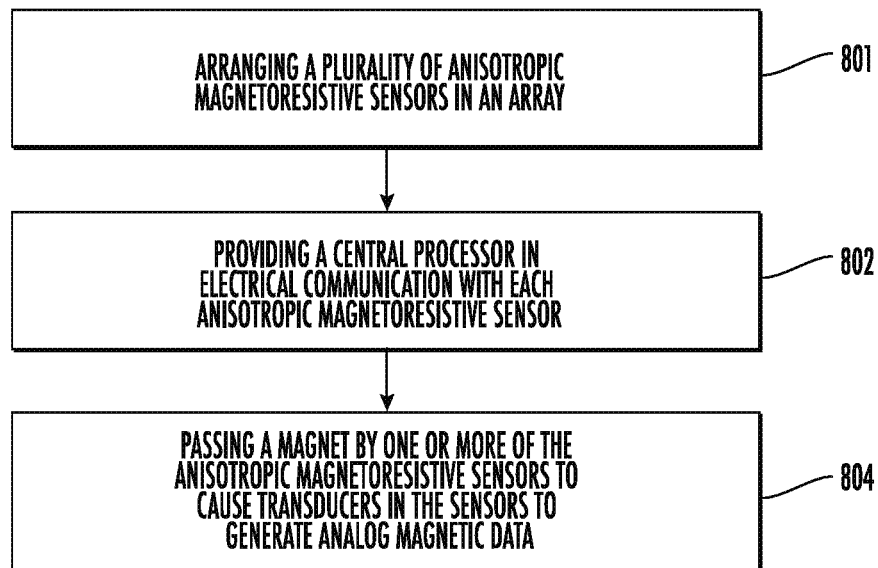 ARRANGING A PLURALITY OF ANISOTROPIC
MAGNETORESISTIVE SENSORS IN AN ARRAY
801
PROVIDING A CENTRAL PROCESSOR IN
ELECTRICAL COMMUNICATION WITH EACH
ANISOTROPIC MAGNETORESISTIVE SENSOR
802
PASSING A MAGNET BY ONE OR MORE OF THE
ANISOTROPIC MAGNETORESISTIVE SENSORS TO
CAUSE TRANSDUCERS IN THE SENSORS TO
GENERATE ANALOG MAGNETIC DATA
804